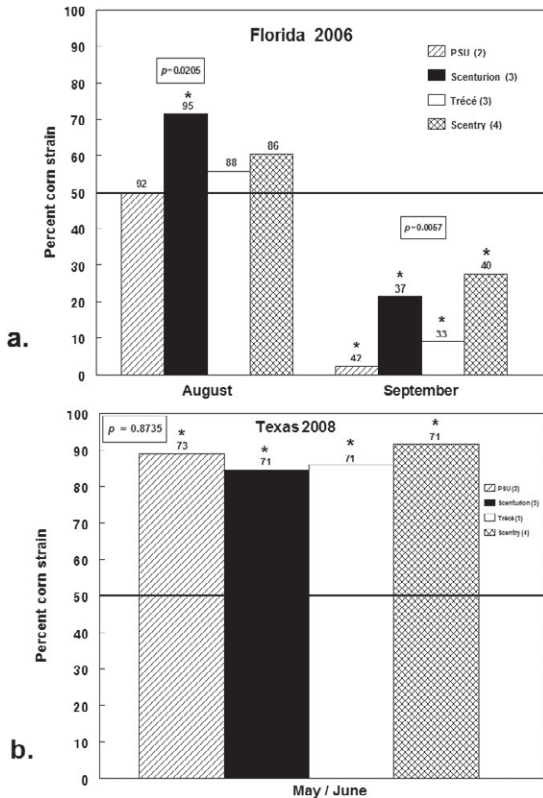 100
90
80
70
60
50
40
30
20
10
0
Percent corn strain
Florida 2006
PSU (2)
Scenturion (3)
Trécé (3)
Scentry (4)
p=0.0205
*
95
92
88
86
p=0.0057
*
42
*
37
*
33
*
40
August
September
a.
100
90
80
70
60
50
40
30
20
10
0
Percent corn strain
p = 0.8735
Texas 2008
*
73
*
71
*
71
*
71
Scenturion (3)
Trécé (3)
Scentry (4)
May / June
b.